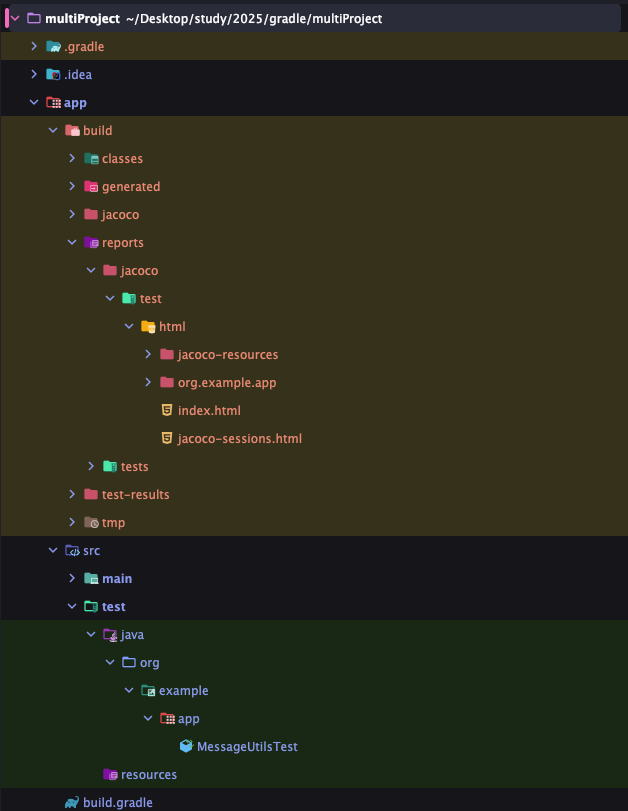 multiProject ~/Desktop/study/2025/gradle/multiProject
.gradle
.idea
app
build
classes
generated
jacoco
reports
jacoco
test
html
jacoco-resources
org.example.app
index.html
jacoco-sessions.html
tests
test-results
tmp
src
main
test
java
org
example
app
MessageUtilsTest
resources
build.gradle